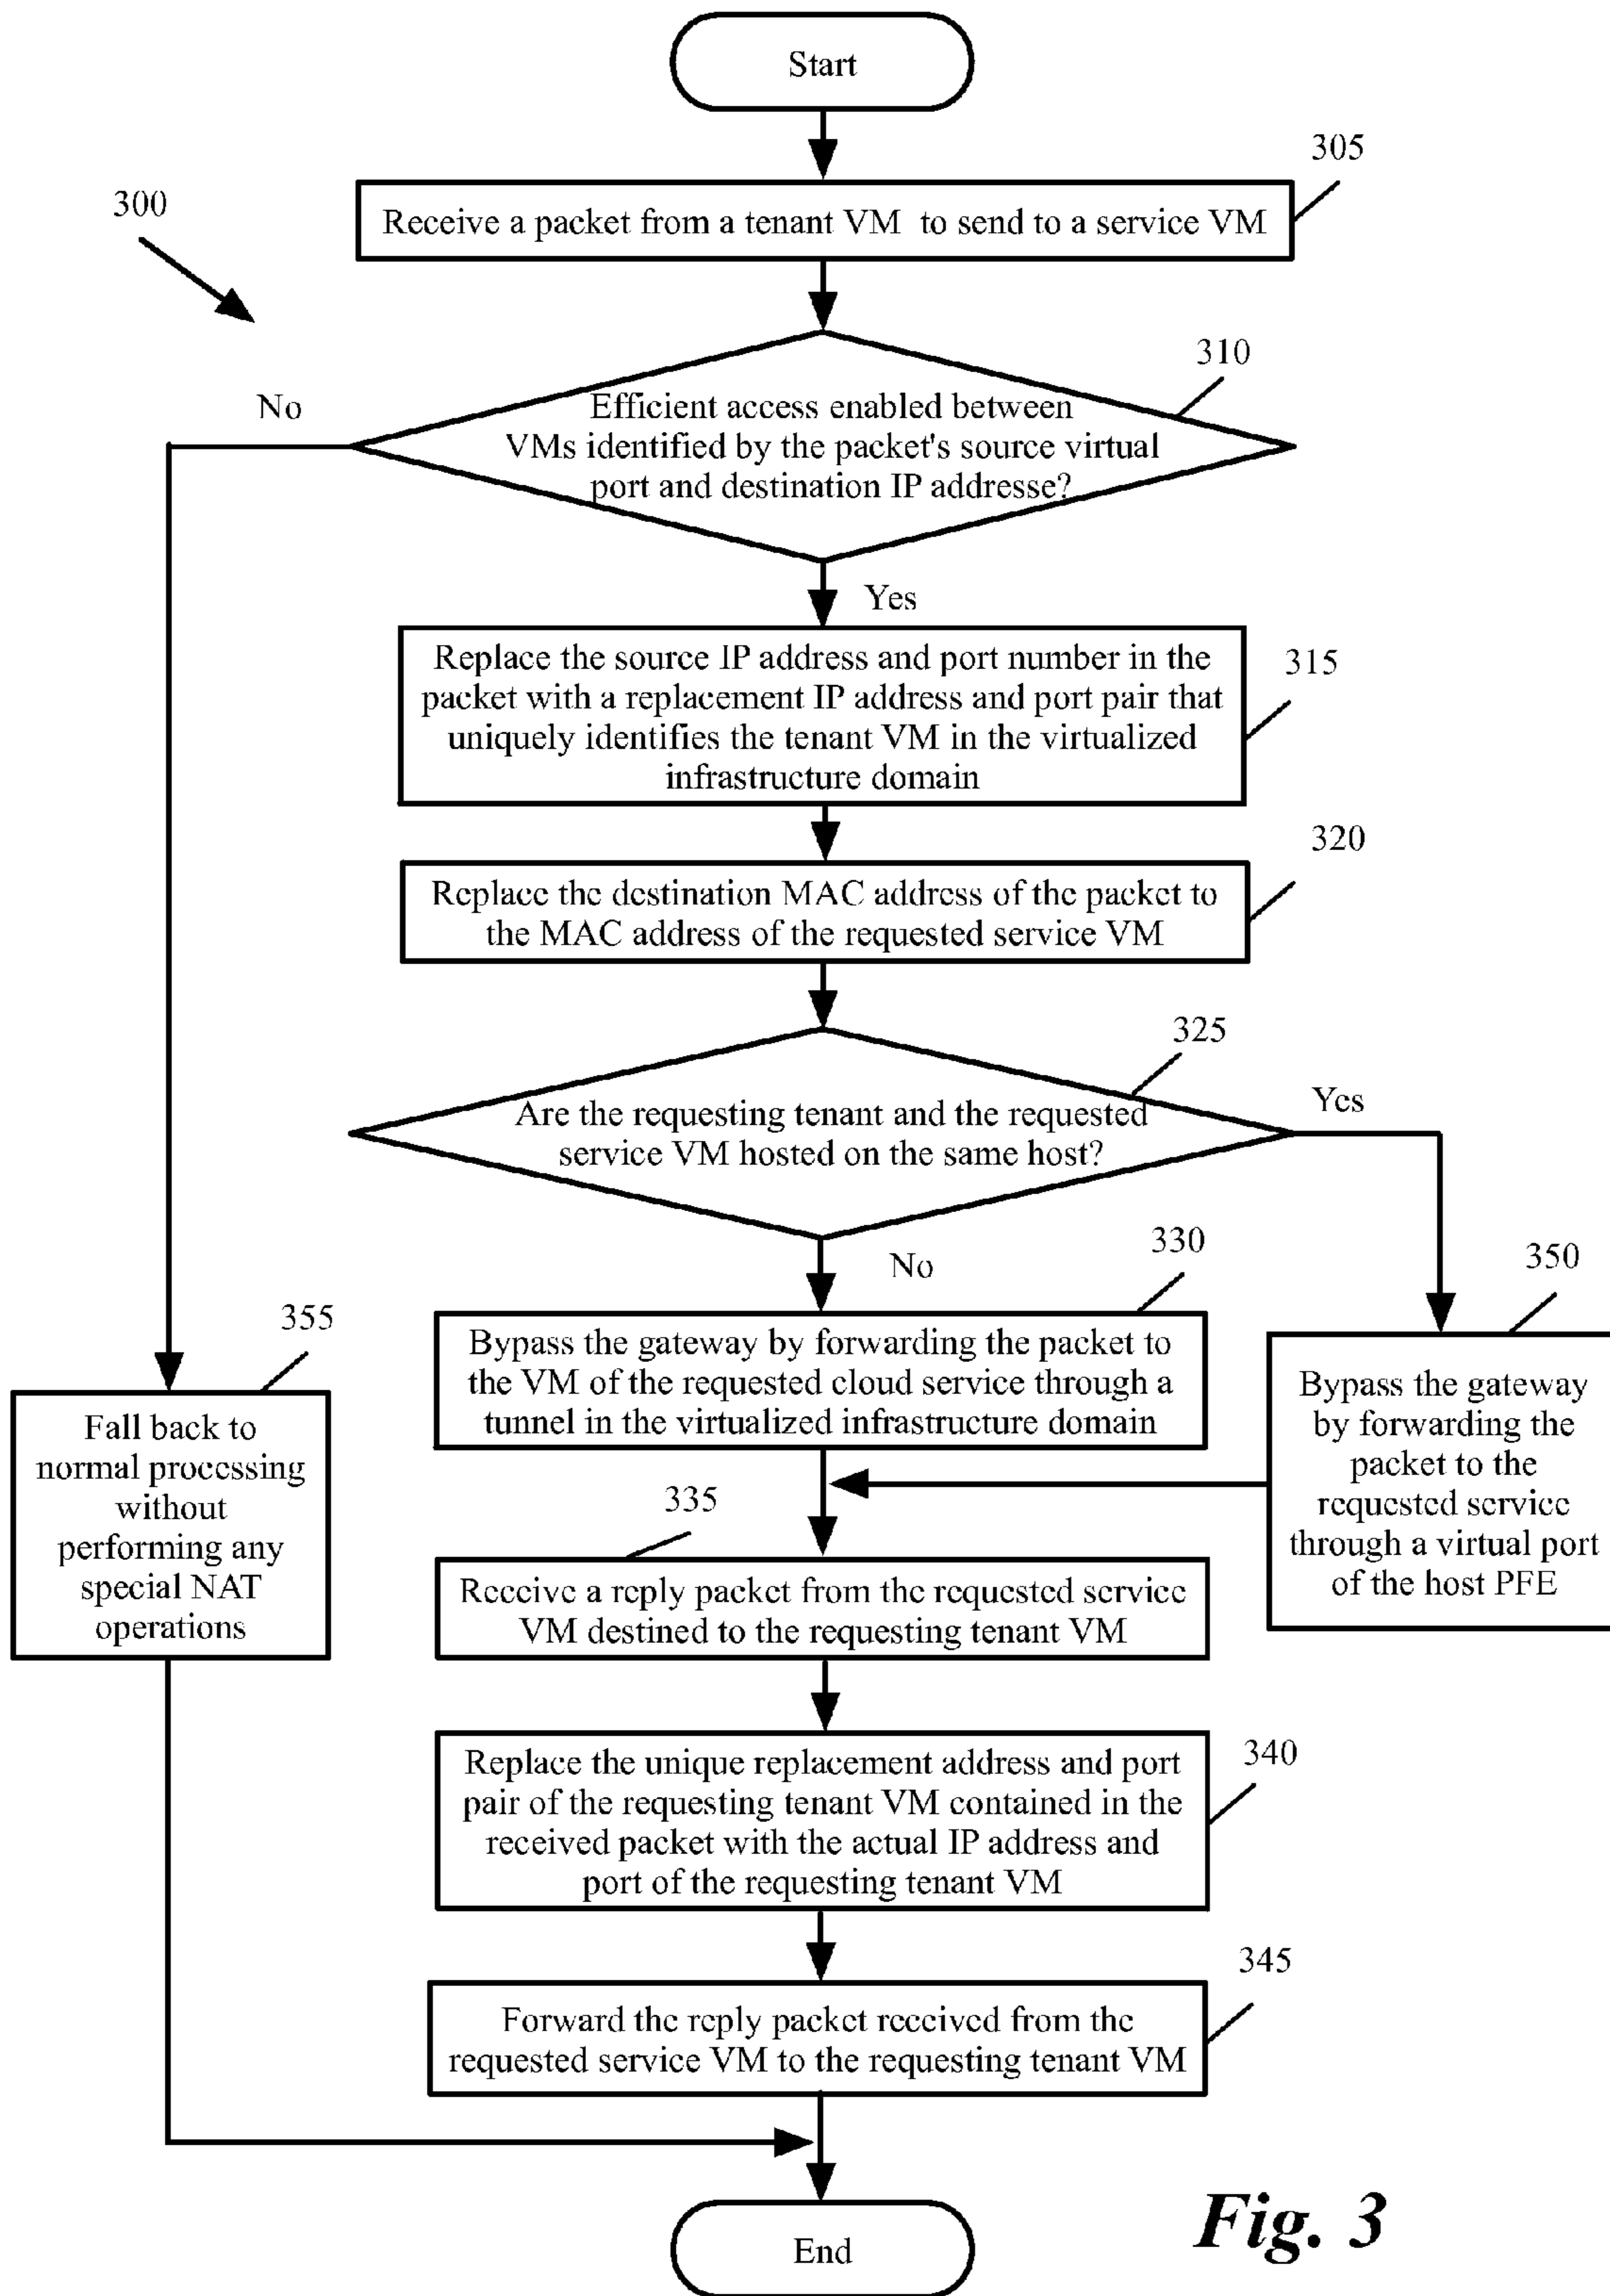 Start
305
300
Receive a packet from a tenant VM to send to a service VM
310
No
Efficient access enabled between
VMs identified by the packet's source virtual
port and destination IP addresse?
Yes
Replace the source IP address and port number in the
packet with a replacement IP address and port pair that
uniquely identifies the tenant VM in the virtualized
infrastructure domain
315
320
Replace the destination MAC address of the packet to
the MAC address of the requested service VM
325
Are the requesting tenant and the requested
service VM hosted on the same host?
Yes
No
330
350
355
Bypass the gateway by forwarding the packet to
the VM of the requested cloud service through a
tunnel in the virtualized infrastructure domain
Bypass the gateway
by forwarding the
packet to the
requested service
through a virtual port
of the host PFE
Fall back to
normal processing
without
performing any
special NAT
operations
335
Receive a reply packet from the requested service
VM destined to the requesting tenant VM
340
Replace the unique replacement address and port
pair of the requesting tenant VM contained in the
received packet with the actual IP address and
port of the requesting tenant VM
345
Forward the reply packet received from the
requested service VM to the requesting tenant VM
End
Fig. 3